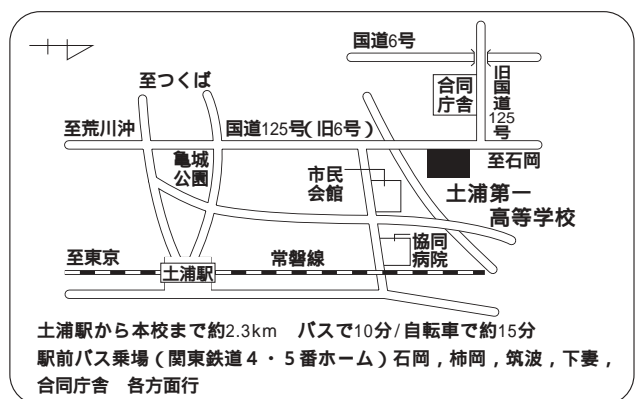 国道6号
至つくば
合同
庁舎
旧国道125号
至荒川沖
国道125号(旧6号)
亀城
公園
市民
会館
至石岡
土浦第一
高等学校
協同
病院
至東京
常磐線
土浦駅
土浦駅から本校まで約2.3km　バスで10分/自転車で約15分
駅前バス乗場（関東鉄道４・５番ホーム）石岡，柿岡，筑波，下妻，
合同庁舎　各方面行